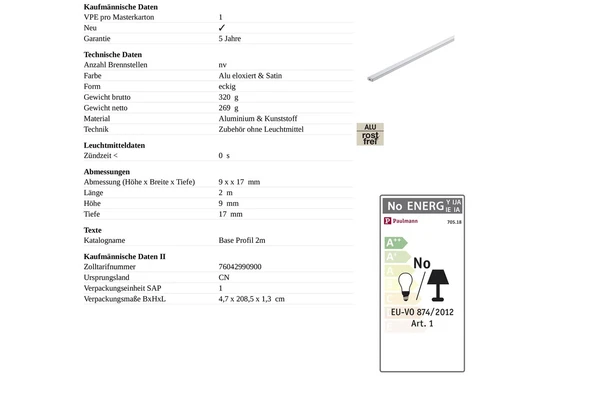 Kaufmännische Daten
VPE pro Masterkarton 1
Neu ✓
Garantie 5 Jahre
Technische Daten
Anzahl Brennstellen nv
Farbe Alu eloxiert & Satin
Form eckig
Gewicht brutto 320 g
Gewicht netto 269 g
Material Aluminium & Kunststoff
Technik Zubehör ohne Leuchtmittel
Leuchtmitteldaten
Zündzeit < 0 s
Abmessungen
Abmessung (Höhe x Breite x Tiefe) 9 x x 17 mm
Länge 2 m
Höhe 9 mm
Tiefe 17 mm
Texte
Katalogname Base Profil 2m
Kaufmännische Daten II
Zolltarifnummer 76042990900
Ursprungsland CN
Verpackungseinheit SAP 1
Verpackungsmaße BxHxL 4,7 x 208,5 x 1,3 cm
ALU
rost
frei
No ENERG Y IJA
IE IA
P Paulmann 705.18
A++
A+
A
No
EU-VO 874/2012
Art. 1